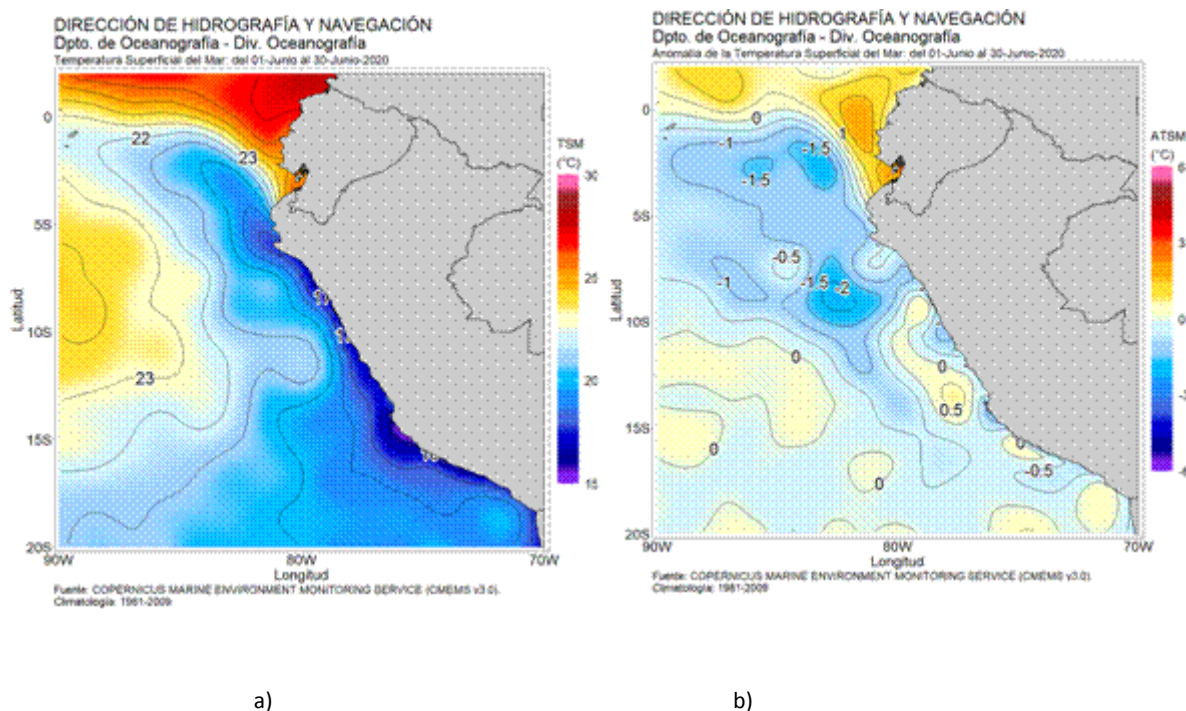 DIRECCIÓN DE HIDROGRAFÍA Y NAVEGACIÓN
Dpto. de Oceanografía - Div. Oceanografía
Temperatura Superficial del Mar: del 01-Junio al 30-Junio-2020
0
5S
10S
15S
20S
Latitud
90W
80W
70W
Longitud
22
23
23
TSM
(°C)
30
25
20
15
Fuente: COPERNICUS MARINE ENVIRONMENT MONITORING SERVICE (CMEMS v3.0).
Climatología: 1981-2009
a)
DIRECCIÓN DE HIDROGRAFÍA Y NAVEGACIÓN
Dpto. de Oceanografía - Div. Oceanografía
Anomalía de la Temperatura Superficial del Mar: del 01-Junio al 30-Junio-2020
0
5S
10S
15S
20S
Latitud
90W
80W
70W
Longitud
0
1
-1
-1.5
-1.5
-0.5
-1
-1.5
-2
0
0
0.5
0
0
-0.5
0
ATSM
(°C)
6
3
0
Fuente: COPERNICUS MARINE ENVIRONMENT MONITORING SERVICE (CMEMS v3.0).
Climatología: 1981-2009
b)